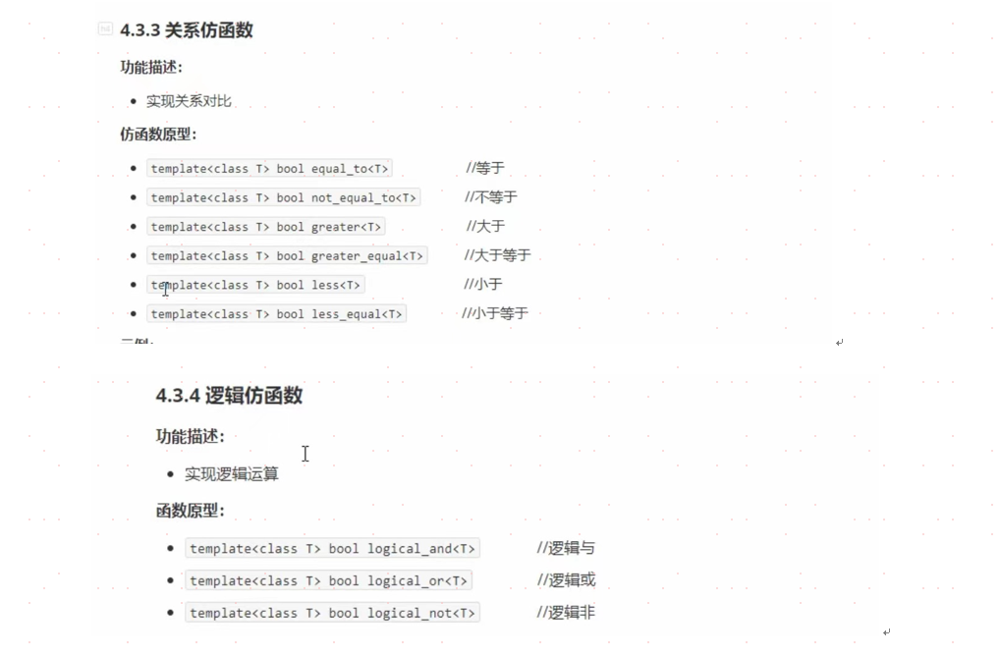 4.3.3 关系仿函数
功能描述：
• 实现关系对比
仿函数原型：
• template<class T> bool equal_to<T> //等于
• template<class T> bool not_equal_to<T> //不等于
• template<class T> bool greater<T> //大于
• template<class T> bool greater_equal<T> //大于等于
• template<class T> bool less<T> //小于
• template<class T> bool less_equal<T> //小于等于
4.3.4 逻辑仿函数
功能描述：
• 实现逻辑运算
函数原型：
• template<class T> bool logical_and<T> //逻辑与
• template<class T> bool logical_or<T> //逻辑或
• template<class T> bool logical_not<T> //逻辑非